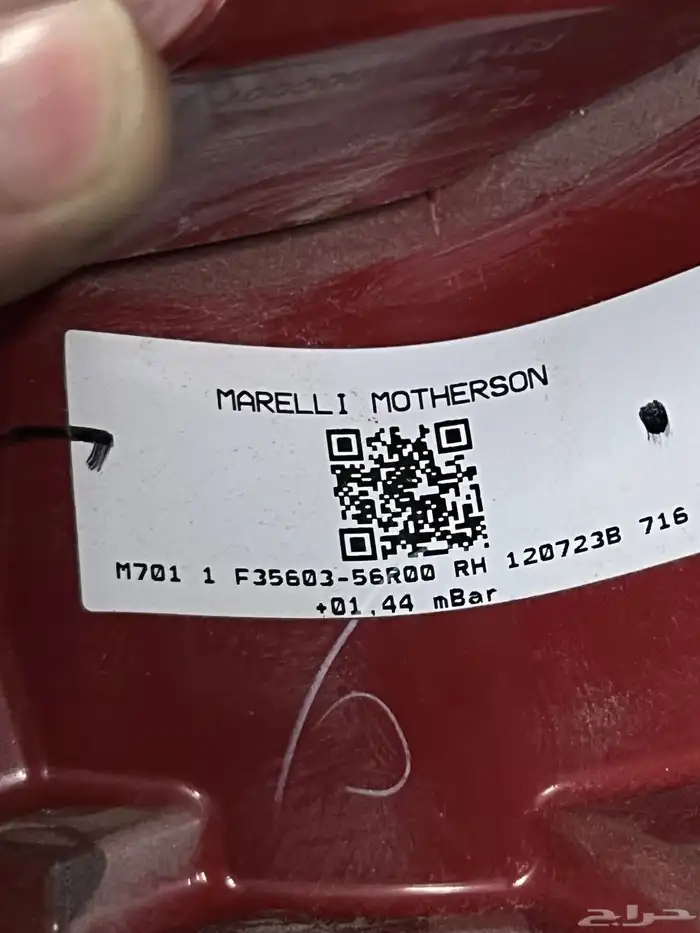 MARELLI MOTHERSON
M701 1 F35603-56R00 RH 120723B 716
+01.44 mBar
حراج